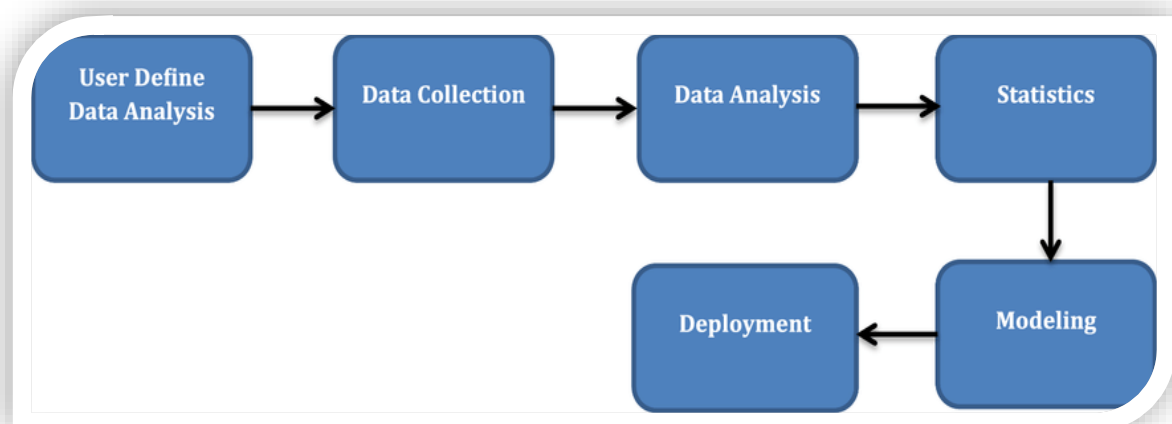 User Define
Data Analysis
Data Collection
Data Analysis
Statistics
Modeling
Deployment